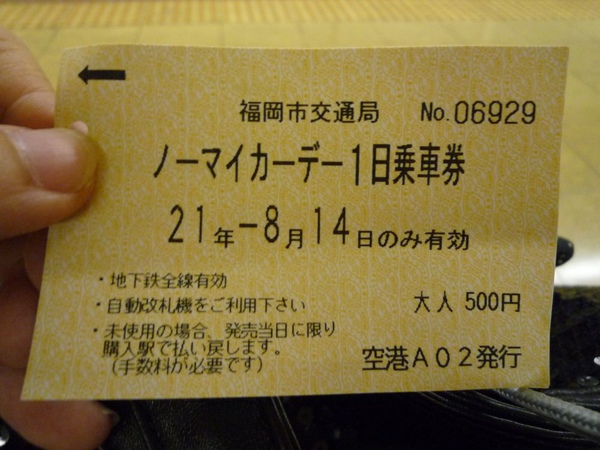 福岡市交通局 No.06929
ノーマイカーデー1日乗車券
21年-8月14日のみ有効
・地下鉄全線有効
・自動改札機をご利用下さい 大人 500円
・未使用の場合、発売当日に限り
購入駅で払い戻します。
(手数料が必要です) 空港A02発行